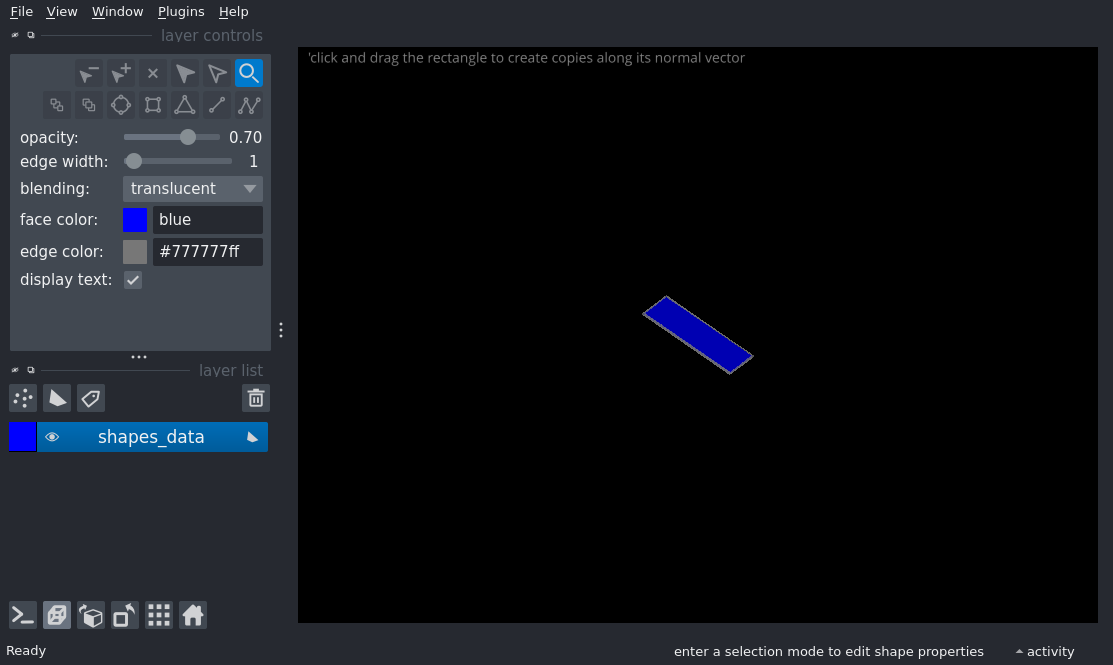 File View Window Plugins Help
layer controls
'click and drag the rectangle to create copies along its normal vector
opacity: 0.70
edge width: 1
blending: translucent
face color: blue
edge color: #777777ff
display text:
layer list
shapes_data
Ready
enter a selection mode to edit shape properties
activity